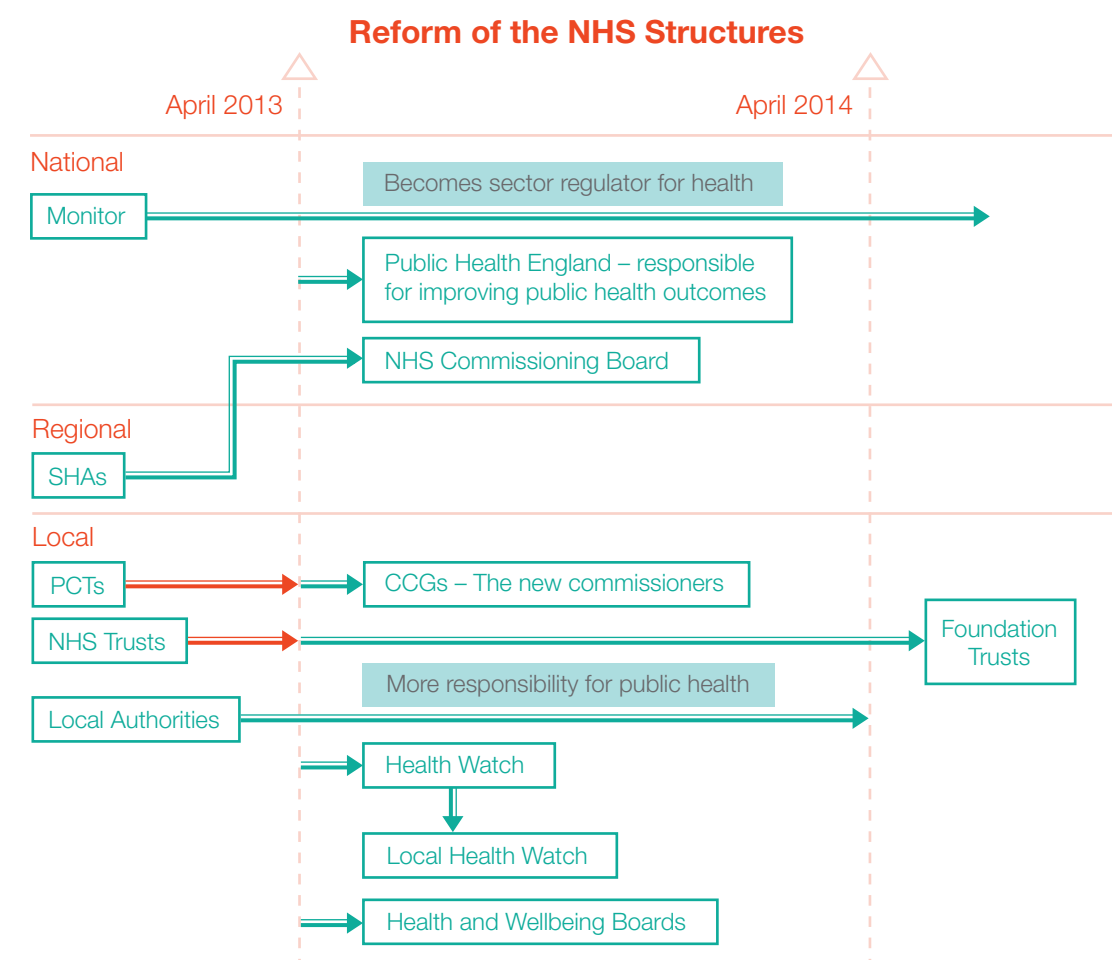 Reform of the NHS Structures
April 2013
April 2014
National
Becomes sector regulator for health
Monitor
Public Health England – responsible
for improving public health outcomes
NHS Commissioning Board
Regional
SHAs
Local
PCTs
CCGs – The new commissioners
NHS Trusts
Foundation
Trusts
More responsibility for public health
Local Authorities
Health Watch
Local Health Watch
Health and Wellbeing Boards